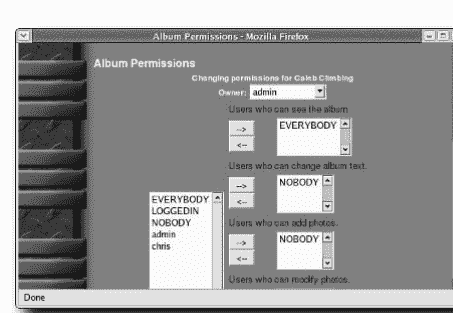 Album Permissions - Mozilla Firefox
Album Permissions
Changing permissions for Caleb Climbing
Owner: admin
Users who can see the album
-->
<--
EVERYBODY
Users who can change album text.
-->
<--
NOBODY
EVERYBODY
LOGGEDIN
NOBODY
admin
chris
Users who can add photos.
-->
<--
NOBODY
Users who can modify photos.
Done